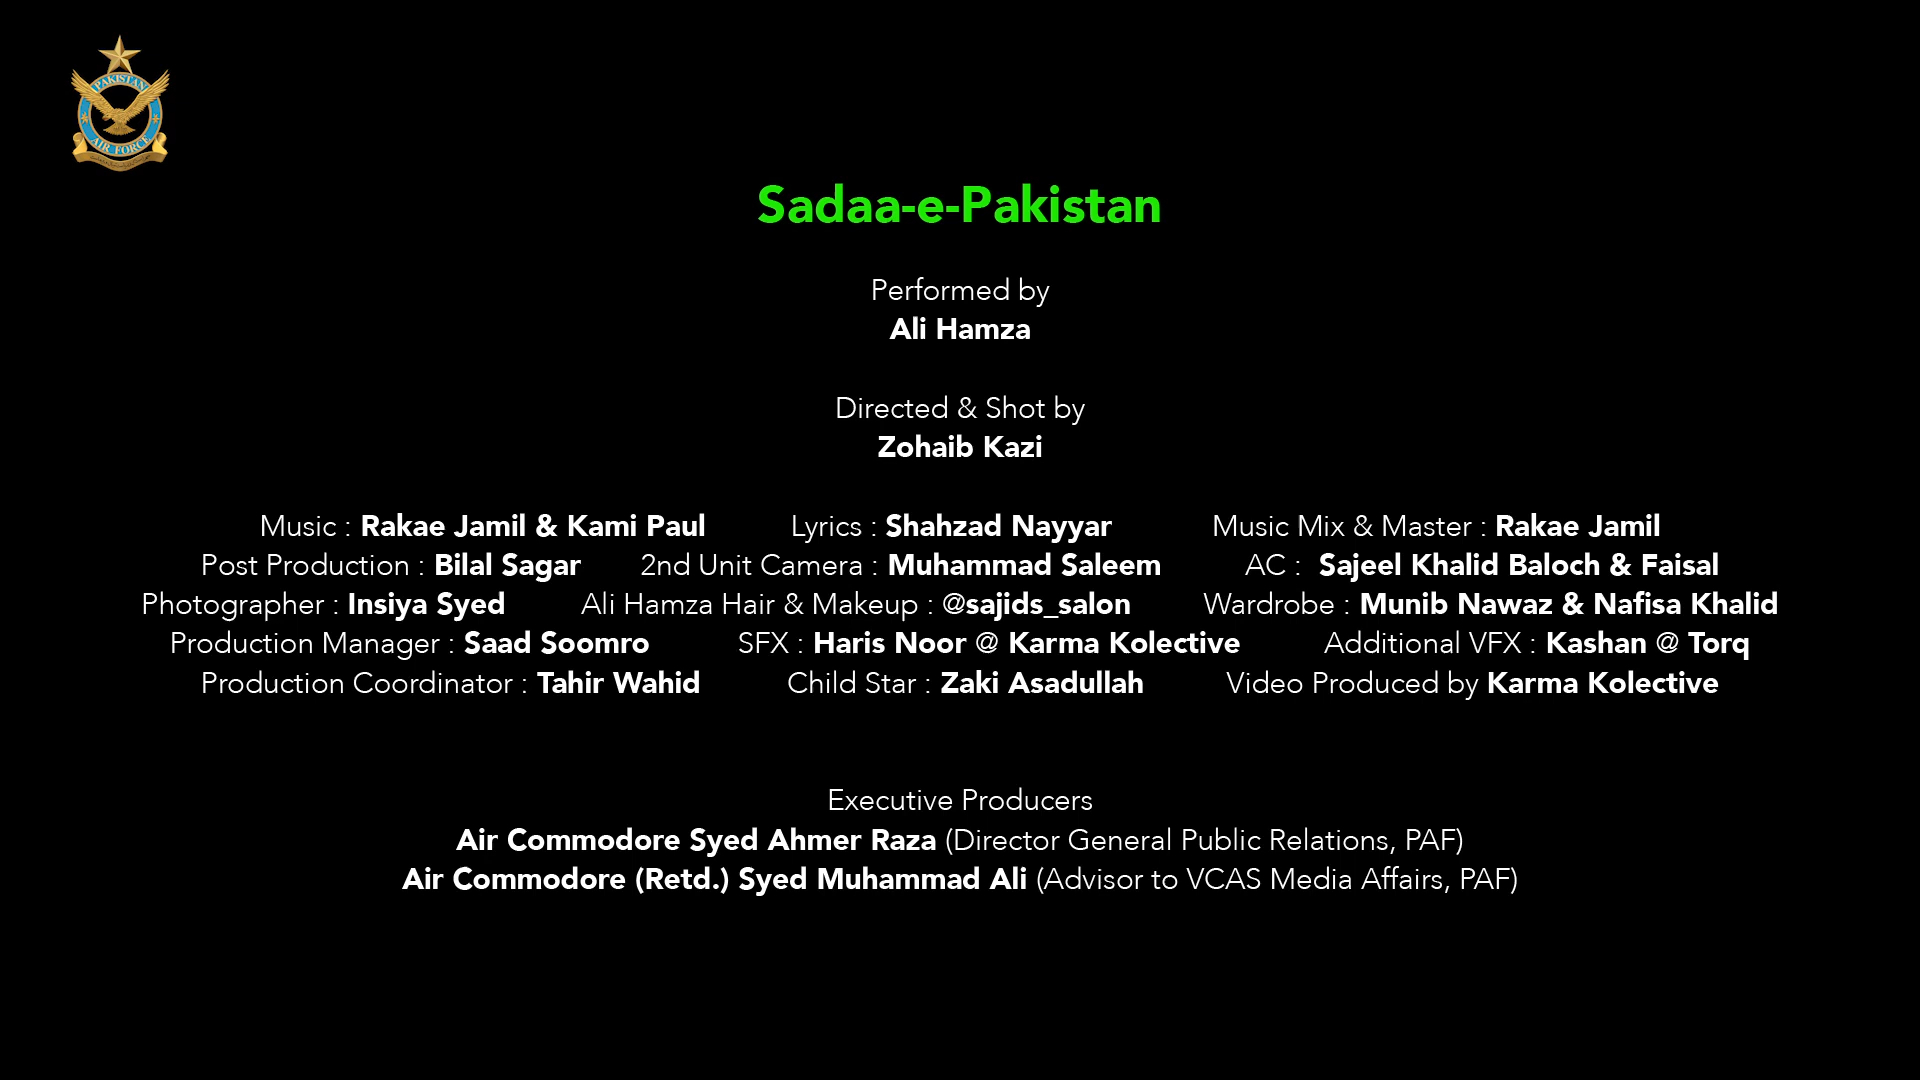 PAKISTAN
AIR FORCE
Sadaa-e-Pakistan
Performed by
Ali Hamza
Directed & Shot by
Zohaib Kazi
Music : Rakae Jamil & Kami Paul Lyrics : Shahzad Nayyar Music Mix & Master : Rakae Jamil
Post Production : Bilal Sagar 2nd Unit Camera : Muhammad Saleem AC : Sajeel Khalid Baloch & Faisal
Photographer : Insiya Syed Ali Hamza Hair & Makeup : @sajids_salon Wardrobe : Munib Nawaz & Nafisa Khalid
Production Manager : Saad Soomro SFX : Haris Noor @ Karma Kolective Additional VFX : Kashan @ Torq
Production Coordinator : Tahir Wahid Child Star : Zaki Asadullah Video Produced by Karma Kolective
Executive Producers
Air Commodore Syed Ahmer Raza (Director General Public Relations, PAF)
Air Commodore (Retd.) Syed Muhammad Ali (Advisor to VCAS Media Affairs, PAF)